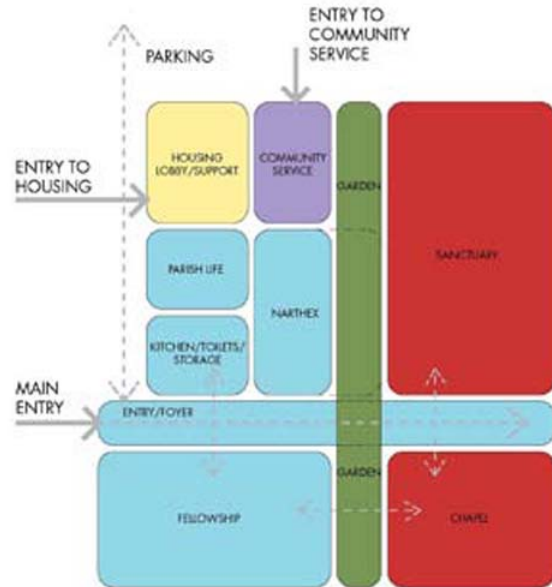 ENTRY TO
COMMUNITY
SERVICE
PARKING
ENTRY TO
HOUSING
HOUSING
LOBBY/SUPPORT
COMMUNITY
SERVICE
GARDEN
SANCTUARY
PARISH LIFE
NARTHEX
KITCHEN/TOILETS/
STORAGE
MAIN
ENTRY
ENTRY/FOYER
FELLOWSHIP
GARDEN
CHAPEL